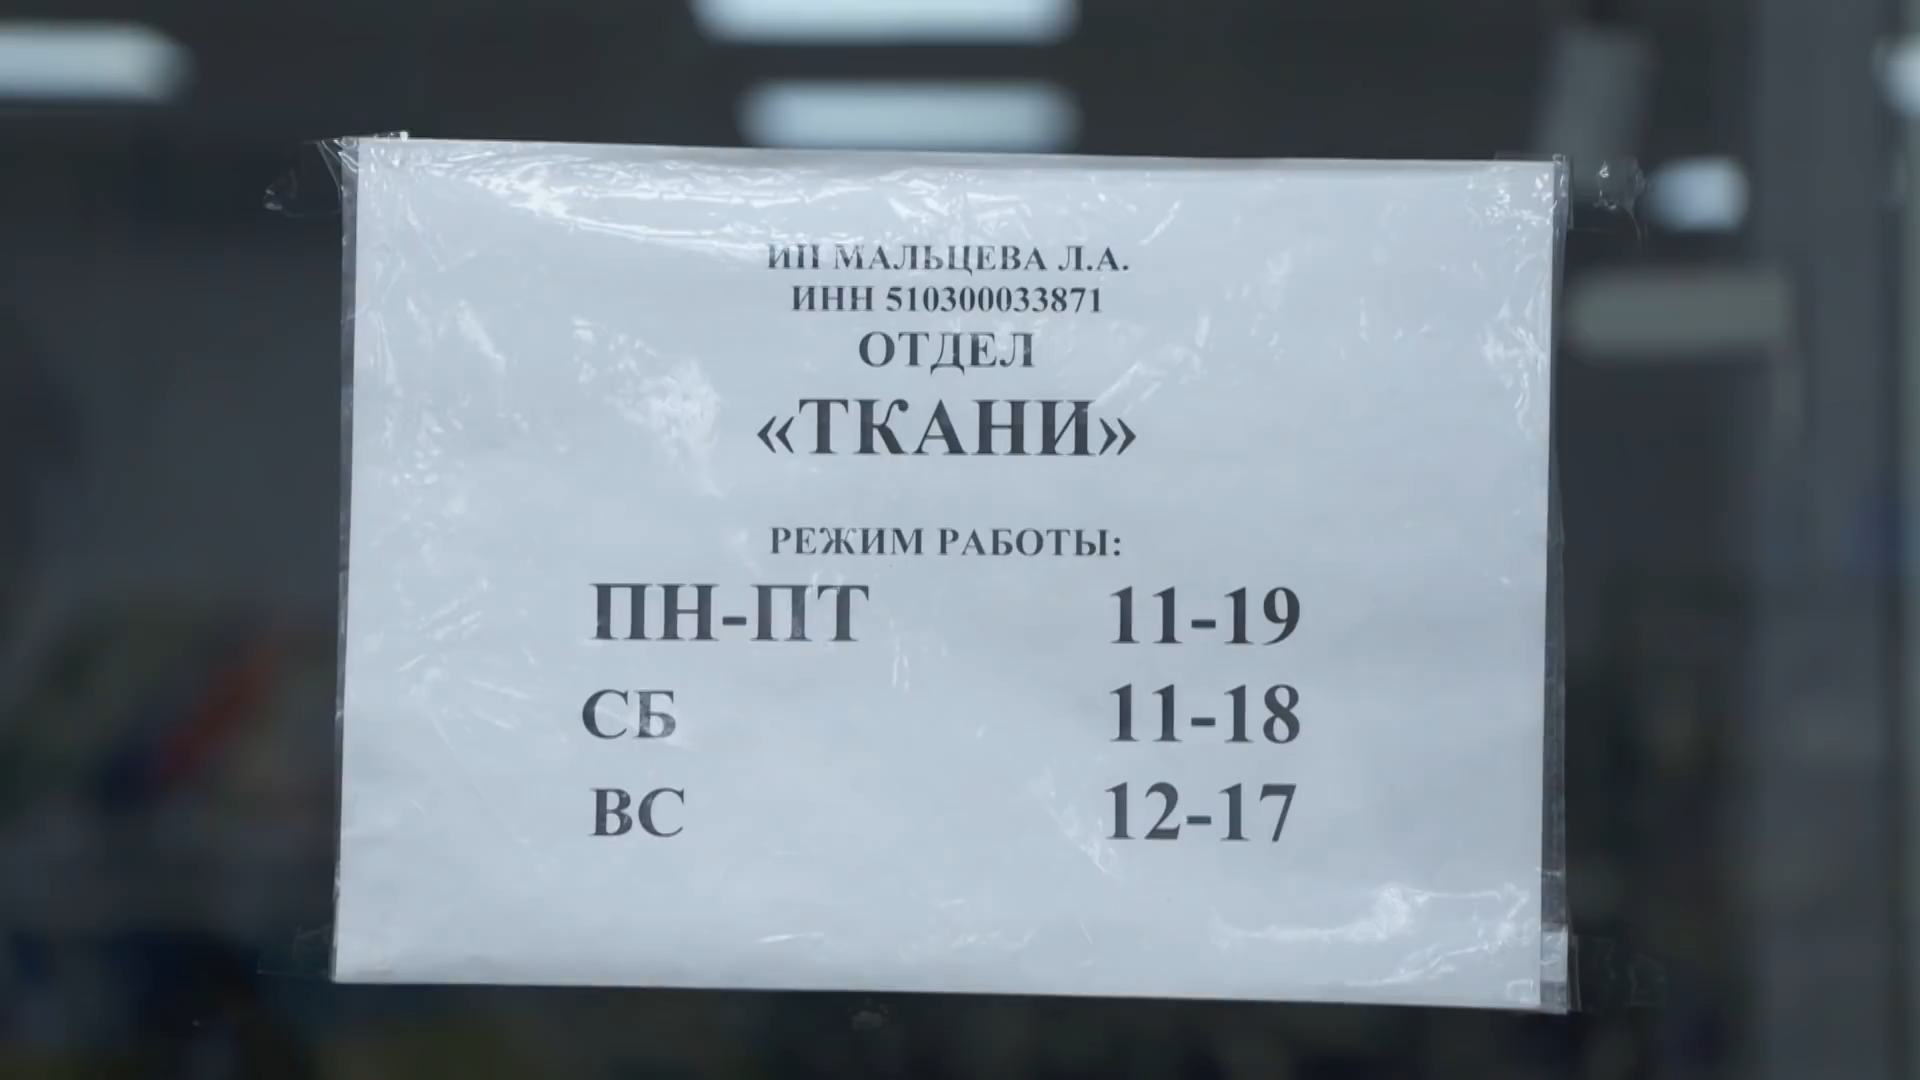 ИП МАЛЬЦЕВА Л.А.
ИНН 510300033871
ОТДЕЛ
«ТКАНИ»
РЕЖИМ РАБОТЫ:
ПН-ПТ 11-19
СБ 11-18
ВС 12-17